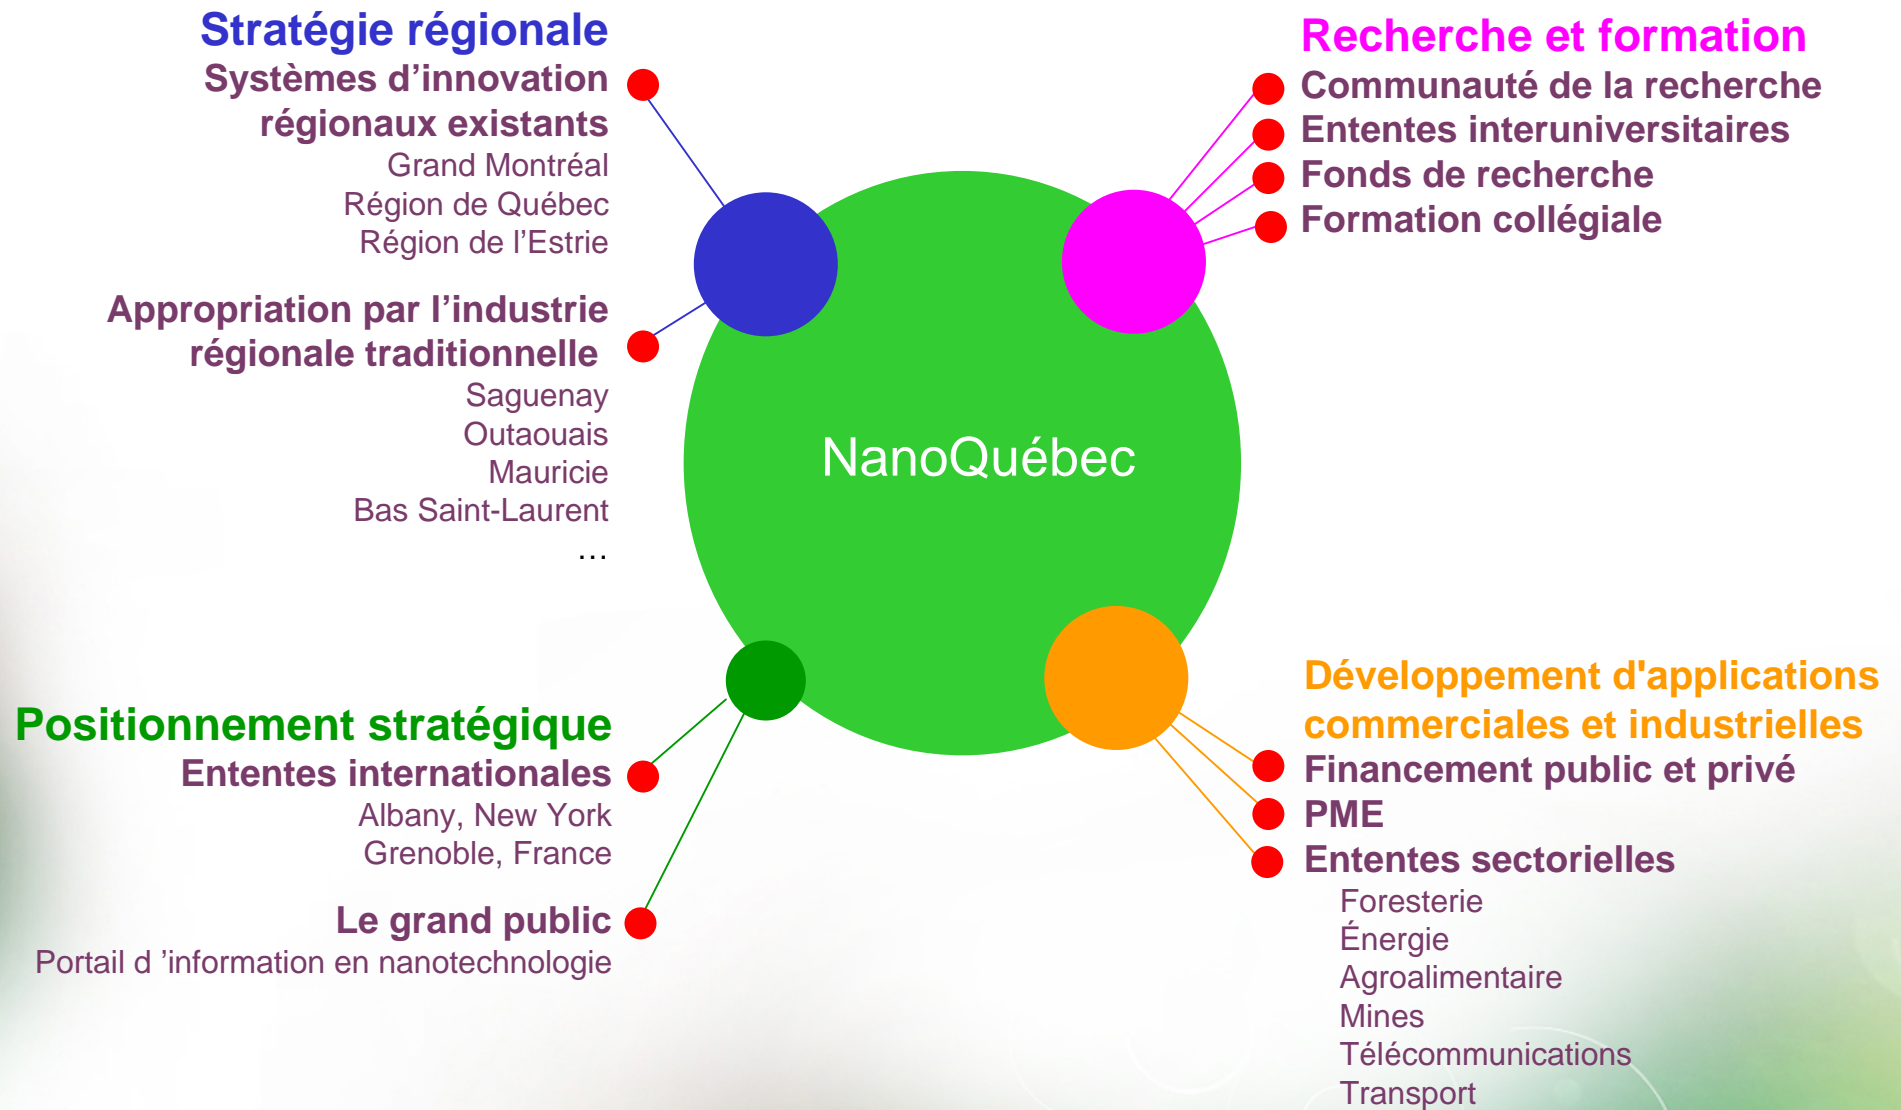 Stratégie régionale
Systèmes d’innovation
régionaux existants
Grand Montréal
Région de Québec
Région de l’Estrie
Appropriation par l’industrie
régionale traditionnelle
Saguenay
Outaouais
Mauricie
Bas Saint-Laurent
…
Recherche et formation
Communauté de la recherche
Ententes interuniversitaires
Fonds de recherche
Formation collégiale
NanoQuébec
Positionnement stratégique
Ententes internationales
Albany, New York
Grenoble, France
Le grand public
Portail d ’information en nanotechnologie
Développement d'applications
commerciales et industrielles
Financement public et privé
PME
Ententes sectorielles
Foresterie
Énergie
Agroalimentaire
Mines
Télécommunications
Transport